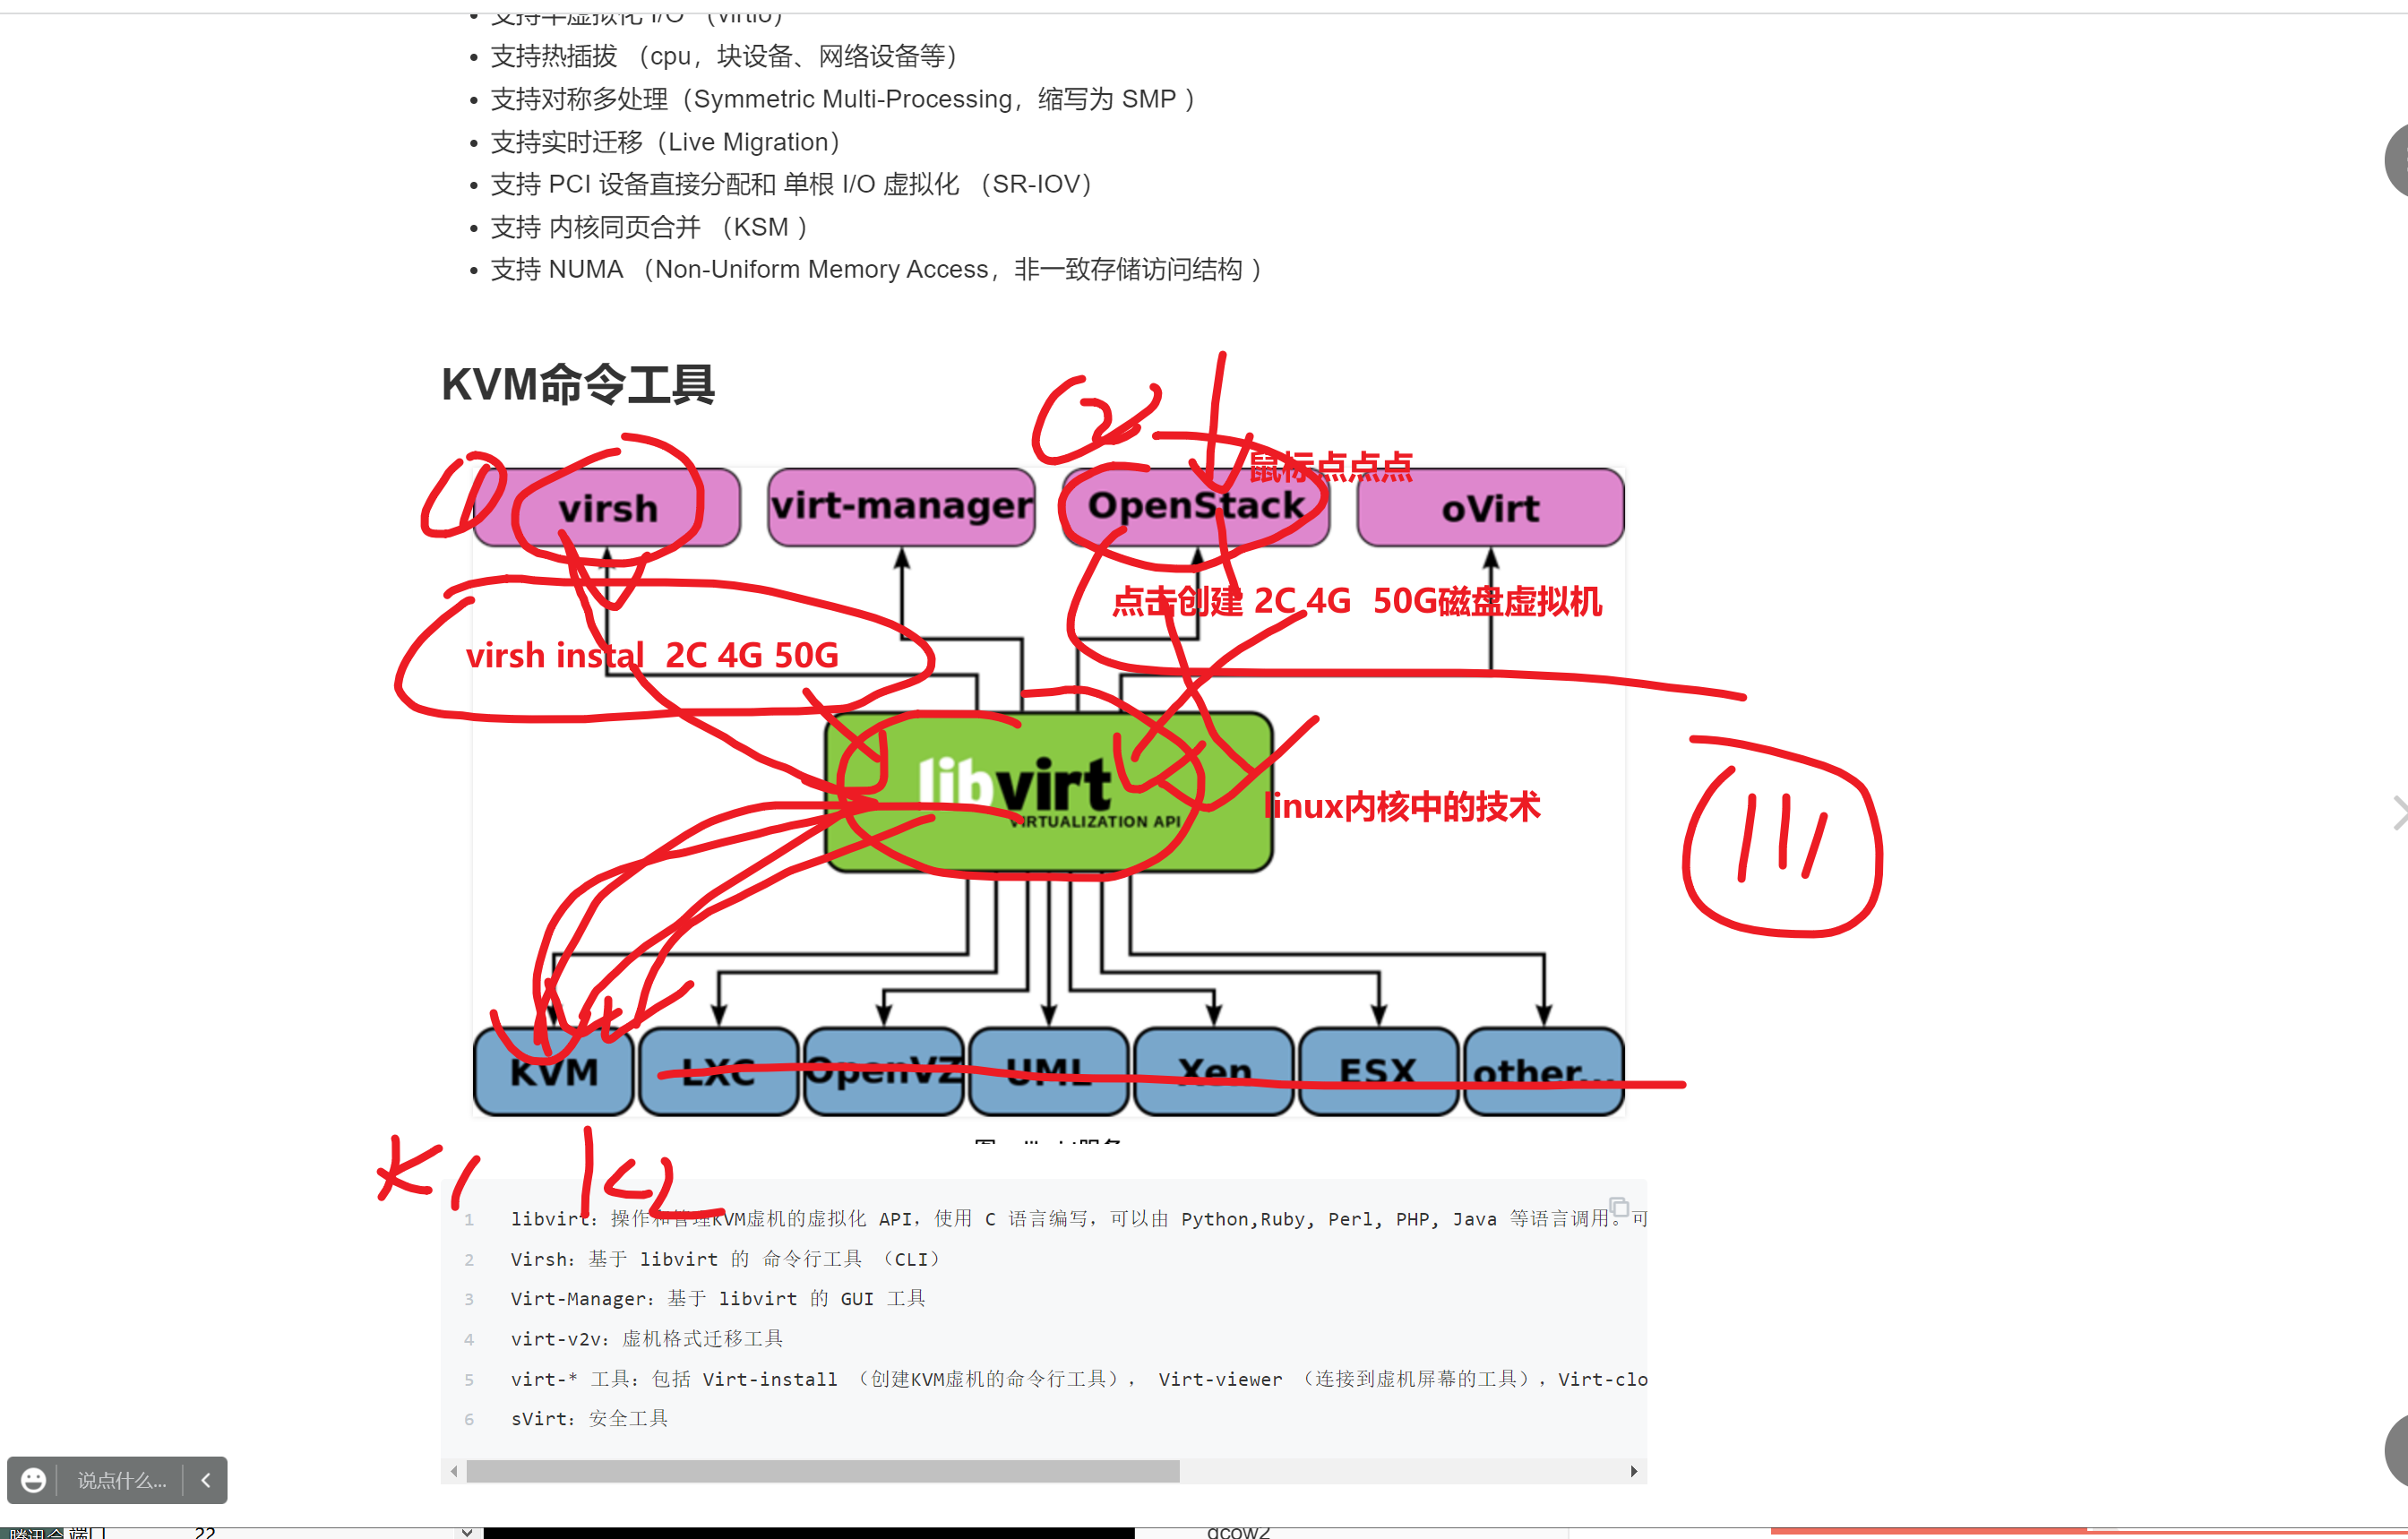 支持半虚拟化 I/O （virtio）
支持热插拔 （cpu，块设备、网络设备等）
支持对称多处理（Symmetric Multi-Processing，缩写为 SMP ）
支持实时迁移（Live Migration）
支持 PCI 设备直接分配和 单根 I/O 虚拟化 （SR-IOV）
支持 内核同页合并 （KSM ）
支持 NUMA （Non-Uniform Memory Access，非一致存储访问结构 ）
KVM命令工具
1
2
鼠标点点点
virsh
virt-manager
OpenStack
oVirt
点击创建 2C 4G 50G磁盘虚拟机
virsh instal 2C 4G 50G
libvirt
VIRTUALIZATION API
linux内核中的技术
KVM
LXC
OpenVZ
UML
Xen
ESX
other...
K1
K2
1 libvirt：操作和管理KVM虚机的虚拟化 API，使用 C 语言编写，可以由 Python,Ruby, Perl, PHP, Java 等语言调用。可
2 Virsh：基于 libvirt 的 命令行工具 （CLI）
3 Virt-Manager：基于 libvirt 的 GUI 工具
4 virt-v2v：虚机格式迁移工具
5 virt-* 工具：包括 Virt-install （创建KVM虚机的命令行工具）， Virt-viewer （连接到虚机屏幕的工具），Virt-clo
6 sVirt：安全工具
说点什么...
端口
22
qcow2